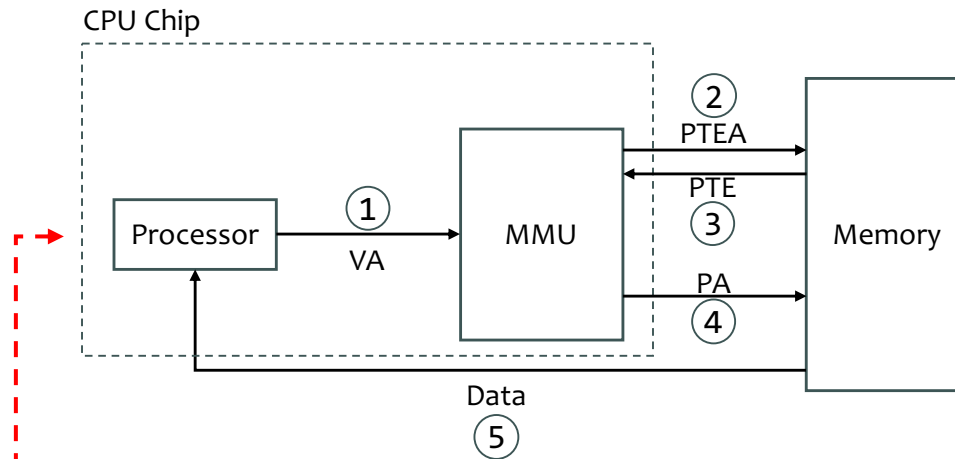 CPU Chip
2
PTEA
PTE
3
1
Processor
VA
MMU
Memory
PA
4
Data
5